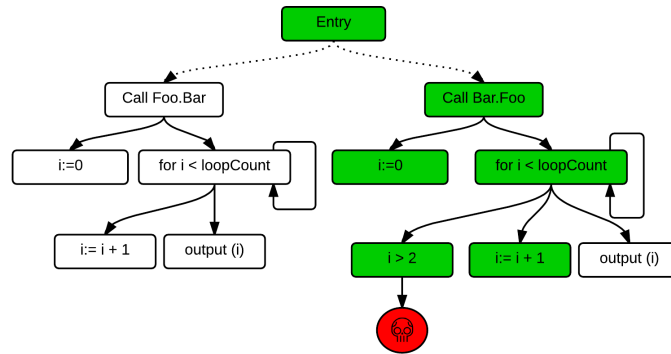 Entry
Call Foo.Bar
Call Bar.Foo
i:=0
for i < loopCount
i:=0
for i < loopCount
i:= i + 1
output (i)
i > 2
i:= i + 1
output (i)